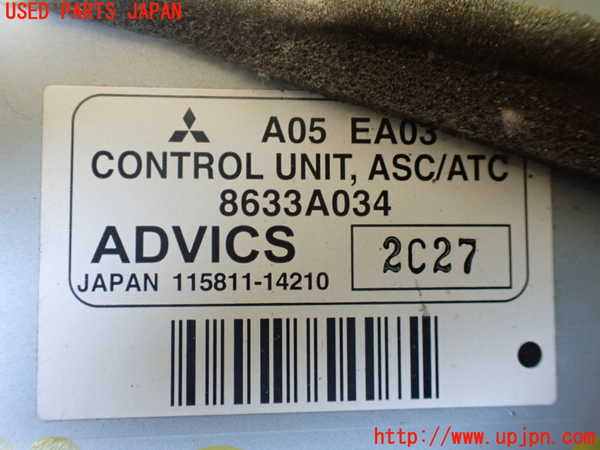 USED PARTS JAPAN
A05 EA03
CONTROL UNIT, ASC/ATC
8633A034
ADVICS 2C27
JAPAN 115811-14210
http://www.upjpn.com/